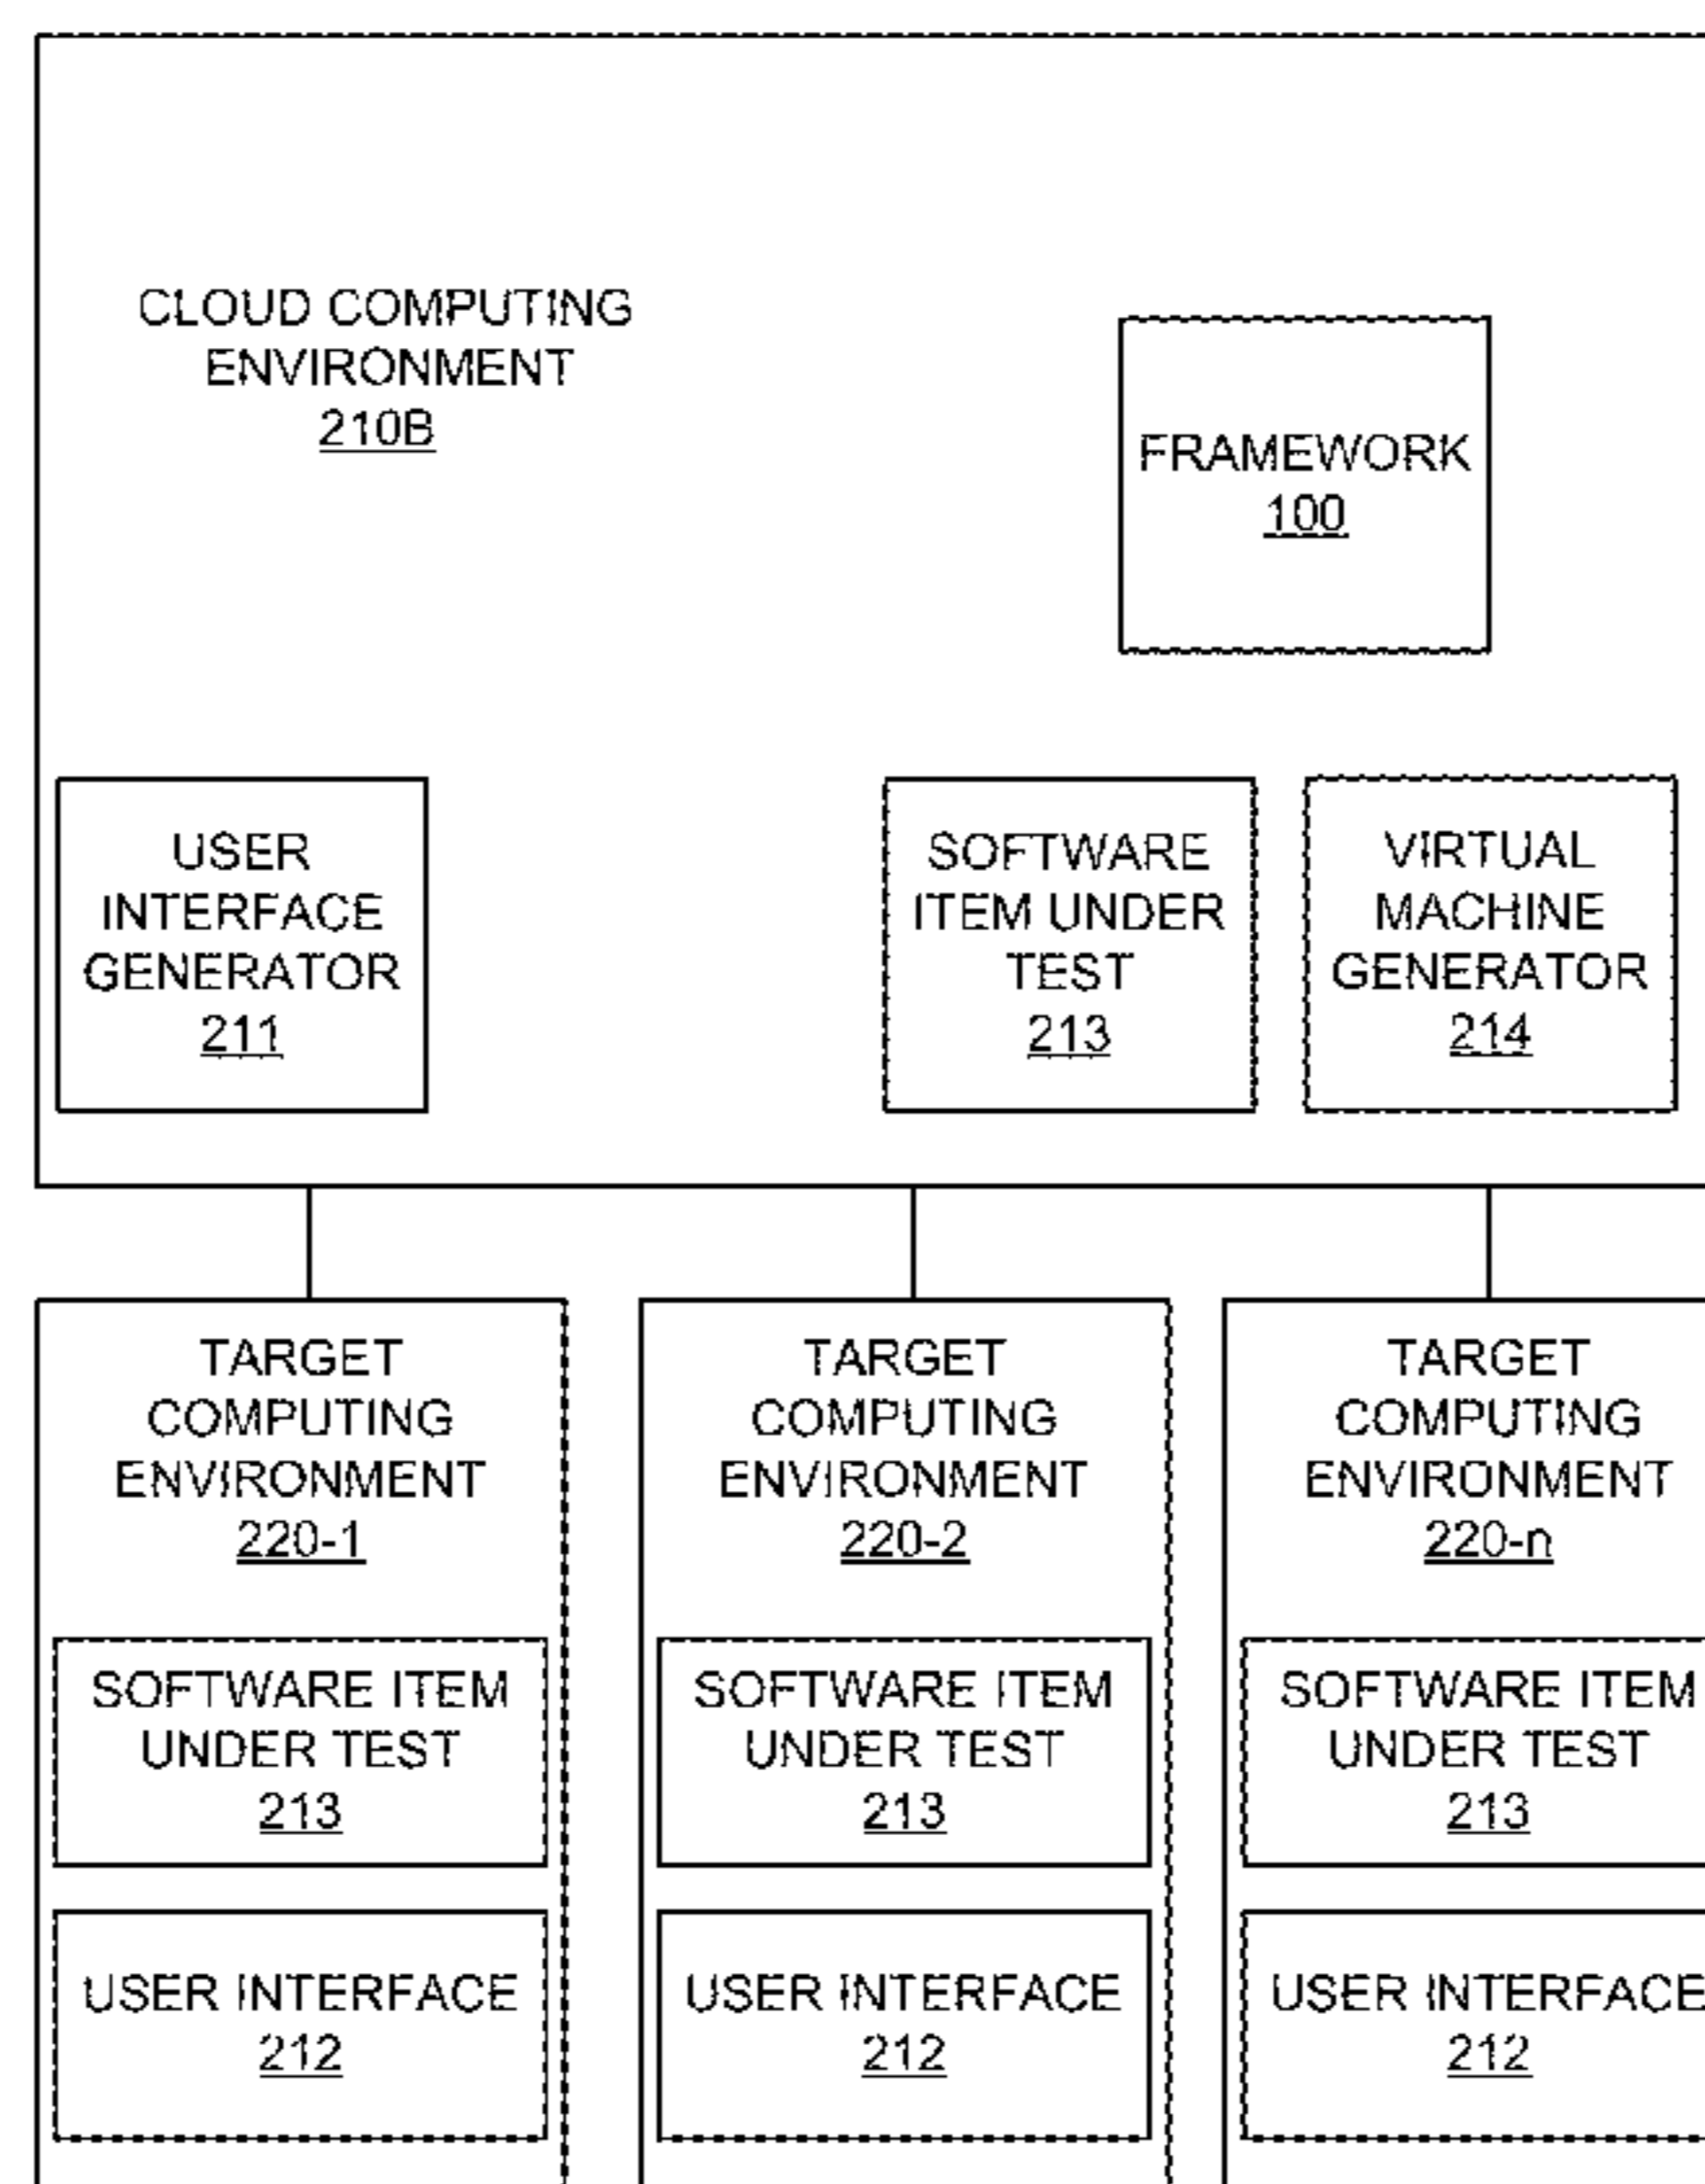 CLOUD COMPUTING
ENVIRONMENT
210B
FRAMEWORK
100
USER
INTERFACE
GENERATOR
211
SOFTWARE
ITEM UNDER
TEST
213
VIRTUAL
MACHINE
GENERATOR
214
TARGET
COMPUTING
ENVIRONMENT
220-1
SOFTWARE ITEM
UNDER TEST
213
USER INTERFACE
212
TARGET
COMPUTING
ENVIRONMENT
220-2
SOFTWARE ITEM
UNDER TEST
213
USER INTERFACE
212
TARGET
COMPUTING
ENVIRONMENT
220-n
SOFTWARE ITEM
UNDER TEST
213
USER INTERFACE
212